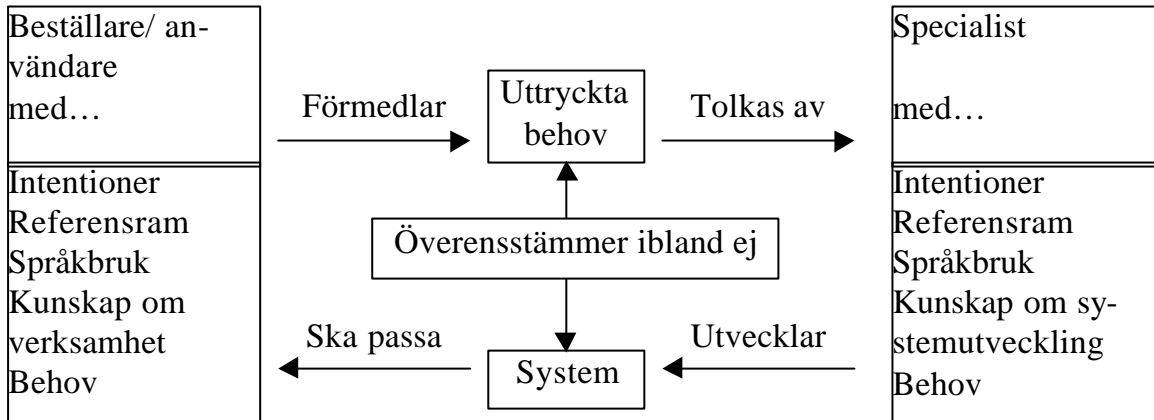 Beställare/ an-
vändare
med…
Intentioner
Referensram
Språkbruk
Kunskap om
verksamhet
Behov
Förmedlar
Uttryckta
behov
Tolkas av
Överensstämmer ibland ej
Ska passa
System
Utvecklar
Specialist
med…
Intentioner
Referensram
Språkbruk
Kunskap om sy-
stemutveckling
Behov